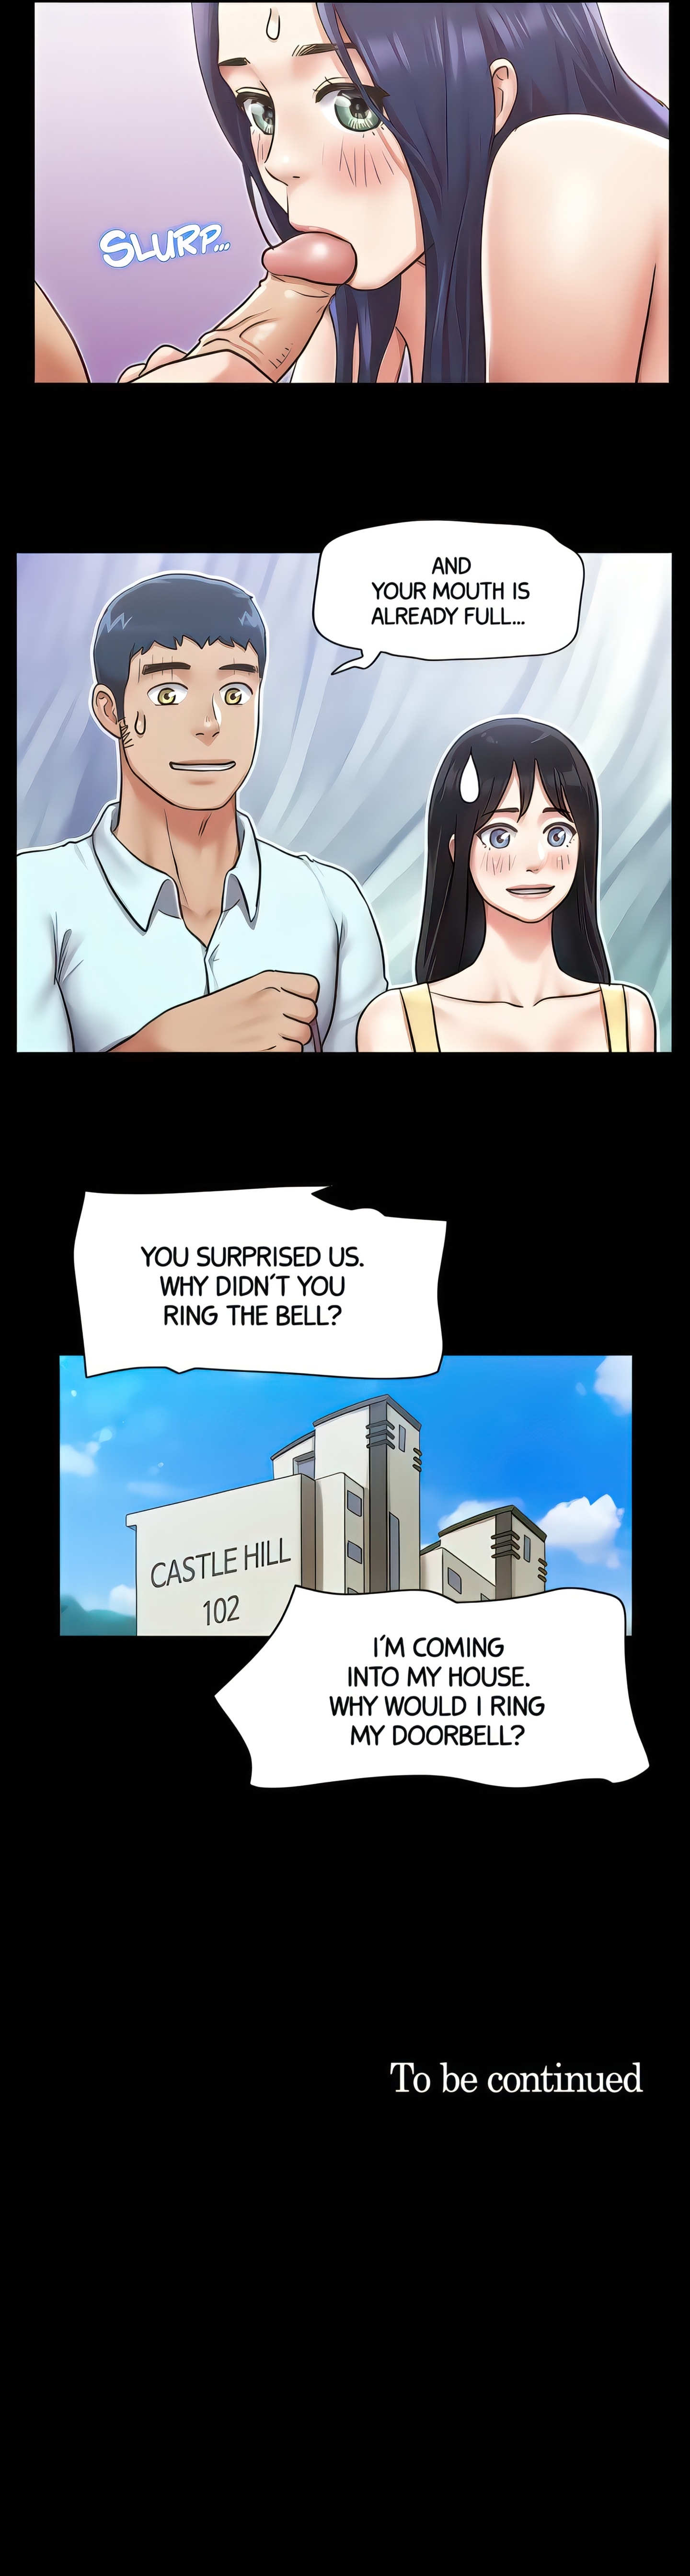 SLURP...
AND
YOUR MOUTH IS
ALREADY FULL...
YOU SURPRISED US.
WHY DIDN'T YOU
RING THE BELL?
CASTLE HILL
102
I'M COMING
INTO MY HOUSE.
WHY WOULD I RING
MY DOORBELL?
To be continued